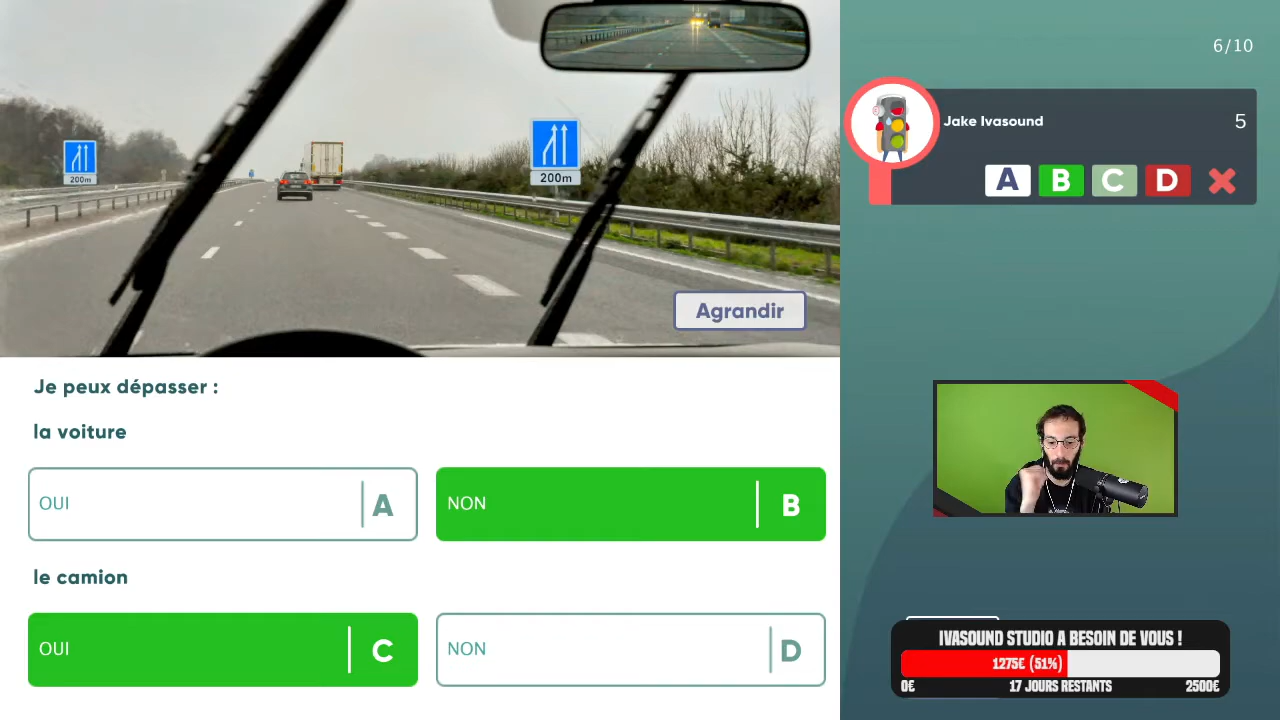 200m
200m
Agrandir
Je peux dépasser :
la voiture
OUI
A
NON
B
le camion
OUI
C
NON
D
6/10
Jake Ivasound
5
A B C D
IVASOUND STUDIO A BESOIN DE VOUS !
1275€ (51%)
0€
17 JOURS RESTANTS
2500€